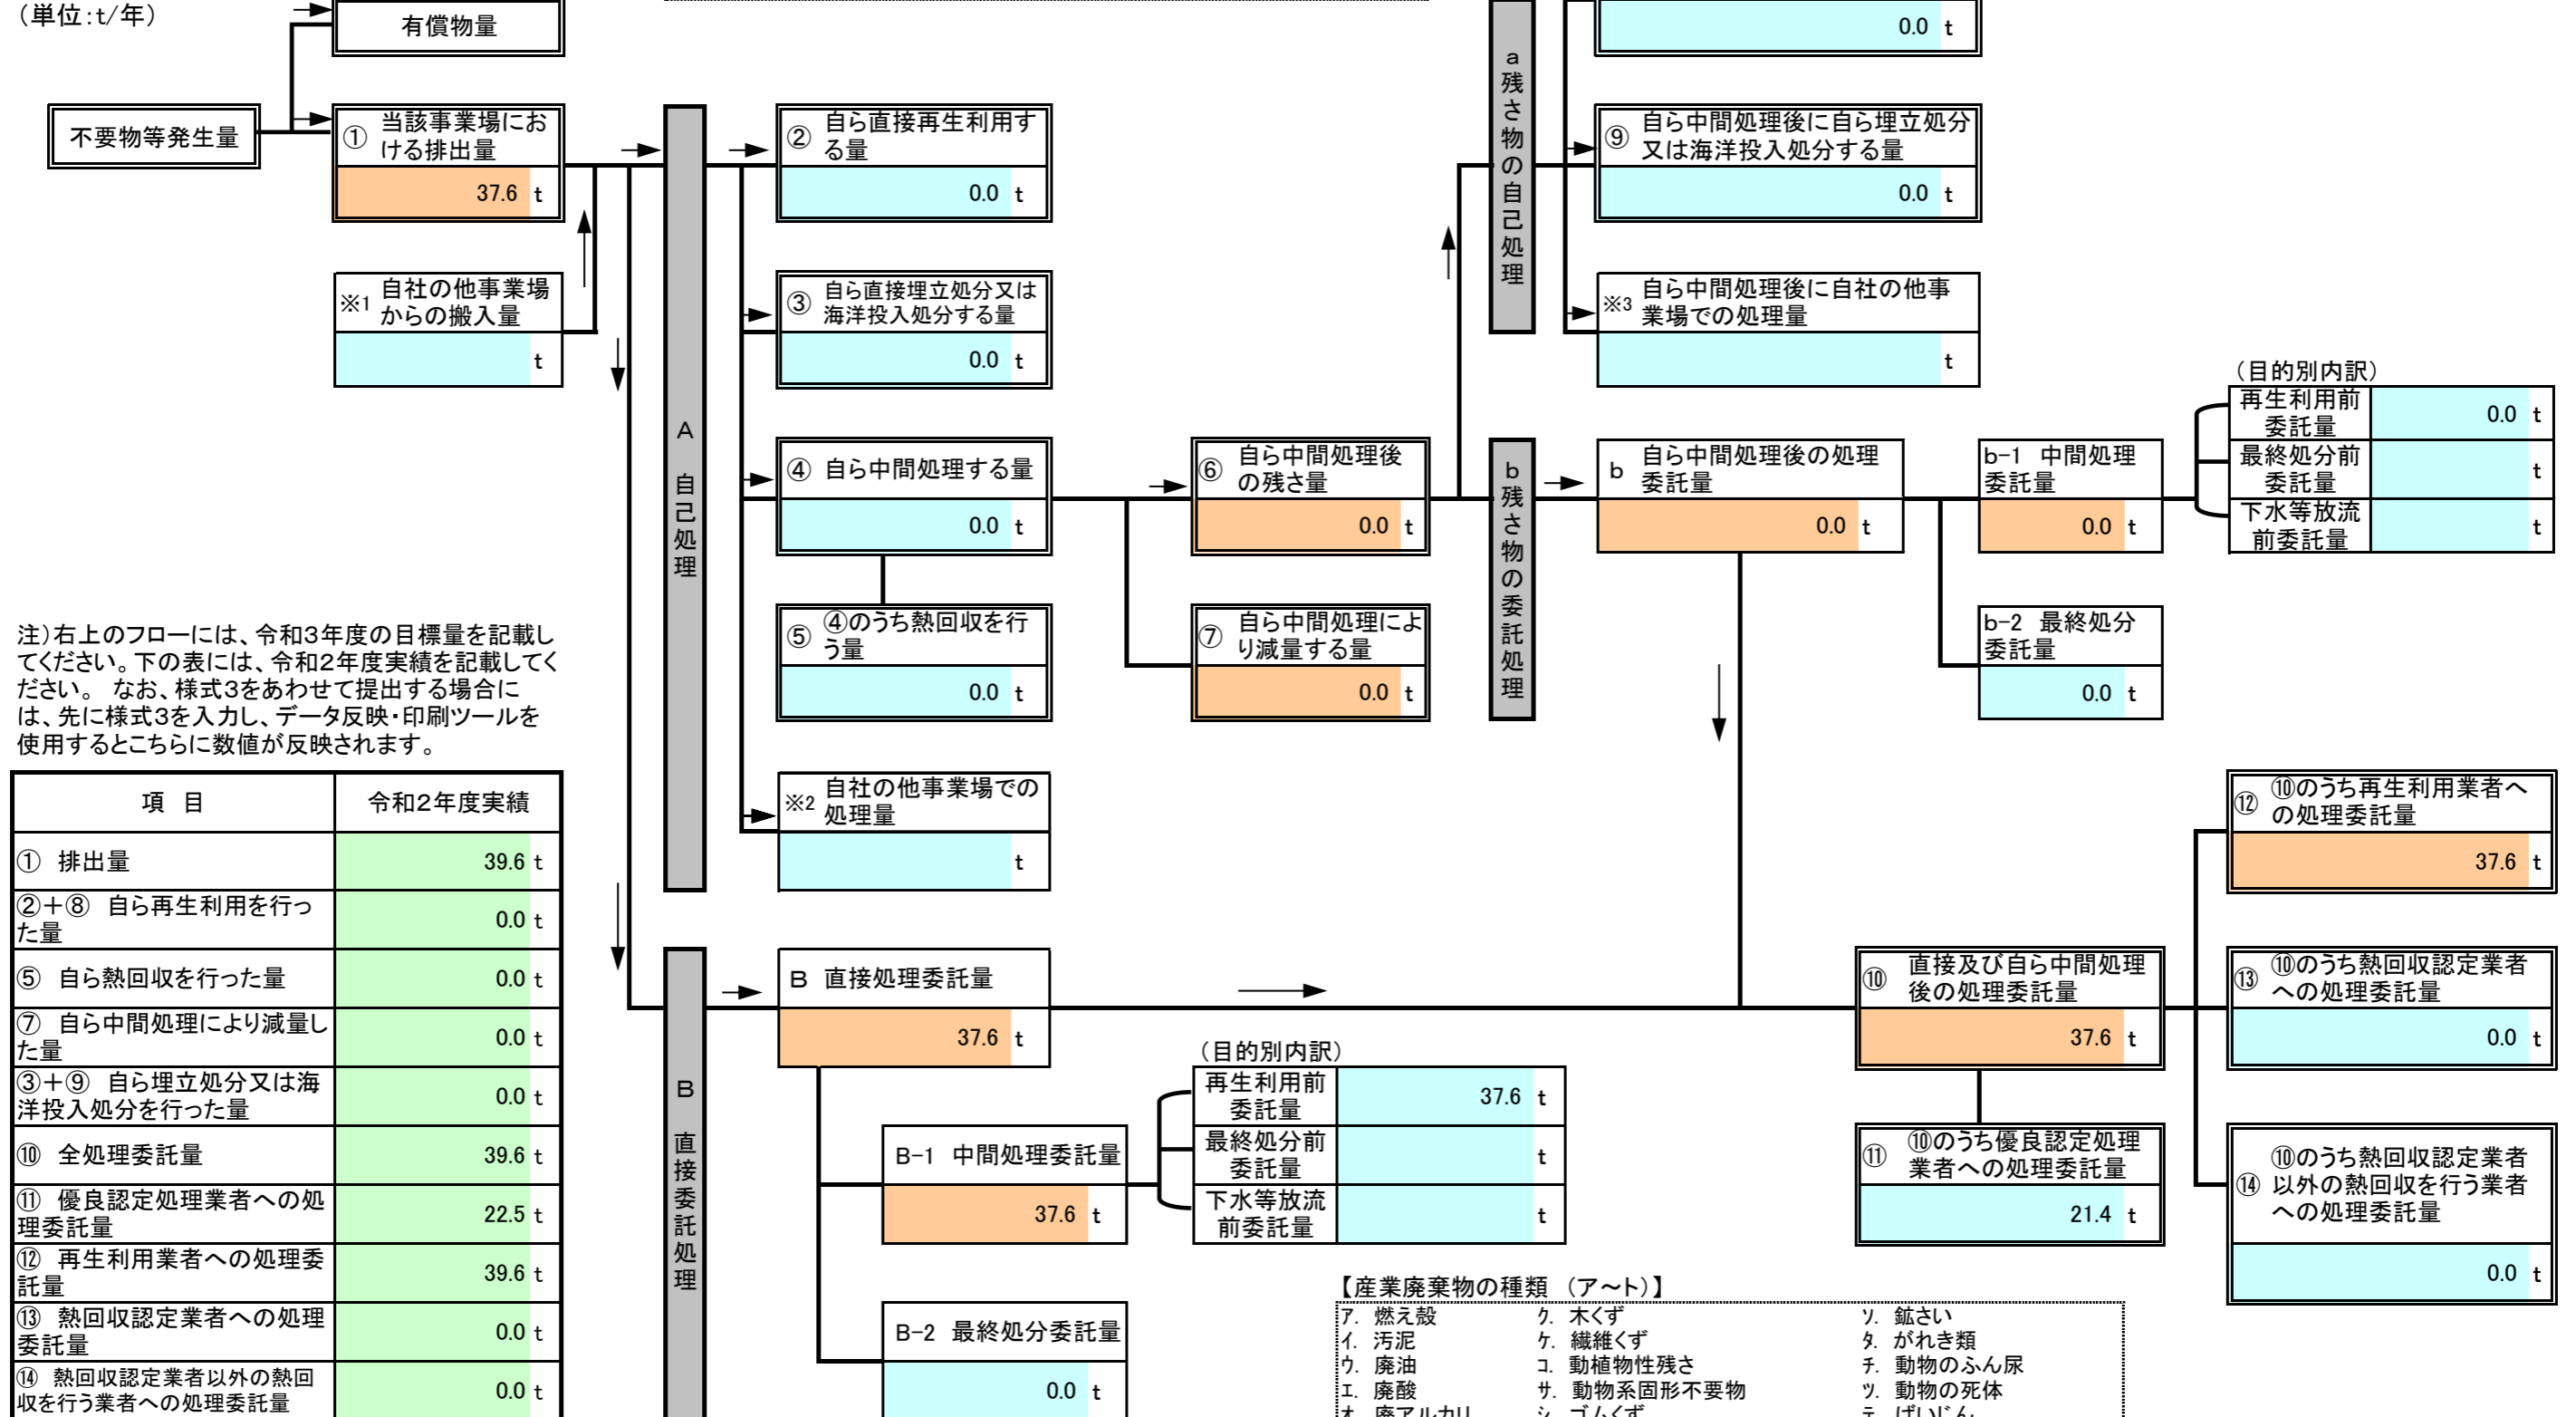 (単位:t/年)
有償物量
不要物等発生量
① 当該事業場にお
ける排出量
37.6 t
※1 自社の他事業場
からの搬入量
t
A 自己処理
② 自ら直接再生利用す
る量
0.0 t
③ 自ら直接埋立処分又は
海洋投入処分する量
0.0 t
④ 自ら中間処理する量
0.0 t
⑤ ④のうち熱回収を行
う量
0.0 t
※2 自社の他事業場での
処理量
t
⑥ 自ら中間処理後
の残さ量
0.0 t
⑦ 自ら中間処理によ
り減量する量
0.0 t
a 残さ物の自己処理
0.0 t
⑨ 自ら中間処理後に自ら埋立処分
又は海洋投入処分する量
0.0 t
※3 自ら中間処理後に自社の他事
業場での処理量
t
b 残さ物の委託処理
b 自ら中間処理後の処理
委託量
0.0 t
b-1 中間処理
委託量
0.0 t
b-2 最終処分
委託量
0.0 t
(目的別内訳)
再生利用前
委託量
0.0 t
最終処分前
委託量
t
下水等放流
前委託量
t
注)右上のフローには、令和3年度の目標量を記載し
てください。下の表には、令和2年度実績を記載してく
ださい。 なお、様式3をあわせて提出する場合に
は、先に様式3を入力し、データ反映・印刷ツールを
使用するとこちらに数値が反映されます。
項 目 令和2年度実績
① 排出量 39.6 t
②+⑧ 自ら再生利用を行っ
た量 0.0 t
⑤ 自ら熱回収を行った量 0.0 t
⑦ 自ら中間処理により減量し
た量 0.0 t
③+⑨ 自ら埋立処分又は海
洋投入処分を行った量 0.0 t
⑩ 全処理委託量 39.6 t
⑪ 優良認定処理業者への処
理委託量 22.5 t
⑫ 再生利用業者への処理委
託量 39.6 t
⑬ 熱回収認定業者への処理
委託量 0.0 t
⑭ 熱回収認定業者以外の熱回
収を行う業者への処理委託量 0.0 t
B 直接委託処理
B 直接処理委託量
37.6 t
B-1 中間処理委託量
37.6 t
B-2 最終処分委託量
0.0 t
(目的別内訳)
再生利用前
委託量
37.6 t
最終処分前
委託量
t
下水等放流
前委託量
t
⑩ 直接及び自ら中間処理
後の処理委託量
37.6 t
⑪ ⑩のうち優良認定処理
業者への処理委託量
21.4 t
⑫ ⑩のうち再生利用業者へ
の処理委託量
37.6 t
⑬ ⑩のうち熱回収認定業者
への処理委託量
0.0 t
⑭ ⑩のうち熱回収認定業者
以外の熱回収を行う業者
への処理委託量
0.0 t
【産業廃棄物の種類 (ア~ト)】
ア. 燃え殻 ク. 木くず ソ. 鉱さい
イ. 汚泥 ケ. 繊維くず タ. がれき類
ウ. 廃油 コ. 動植物性残さ チ. 動物のふん尿
エ. 廃酸 サ. 動物系固形不要物 ツ. 動物の死体
オ. 廃アルカリ シ. ゴムくず テ. ばいじん